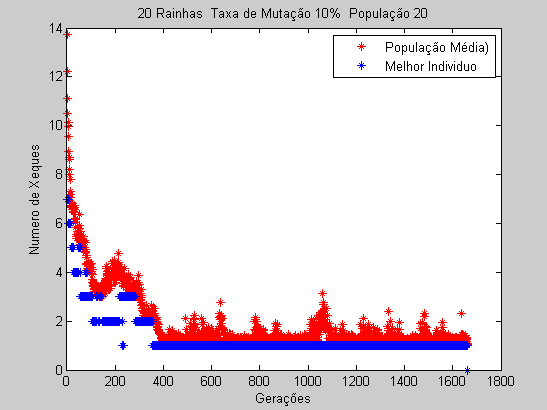 20 Rainhas  Taxa de Mutação 10%  População 20
14
12
10
8
6
4
2
0
Numero de Xeques
População Média)
Melhor Individuo
0 200 400 600 800 1000 1200 1400 1600 1800
Gerações